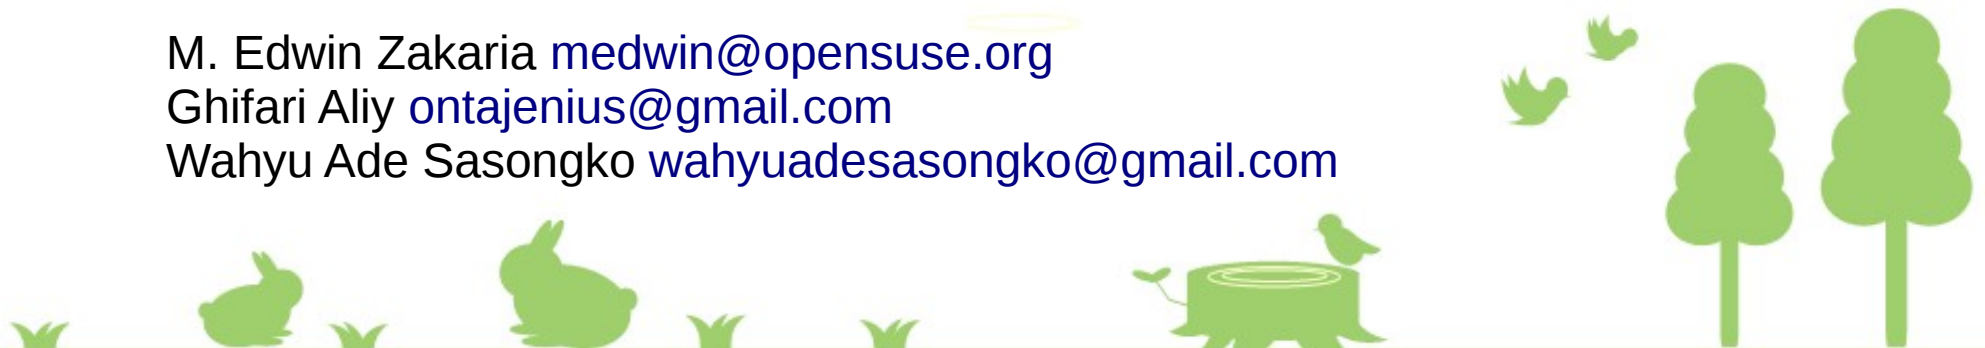 M. Edwin Zakaria medwin@opensuse.org
Ghifari Aliy ontajenius@gmail.com
Wahyu Ade Sasongko wahyuadesasongko@gmail.com